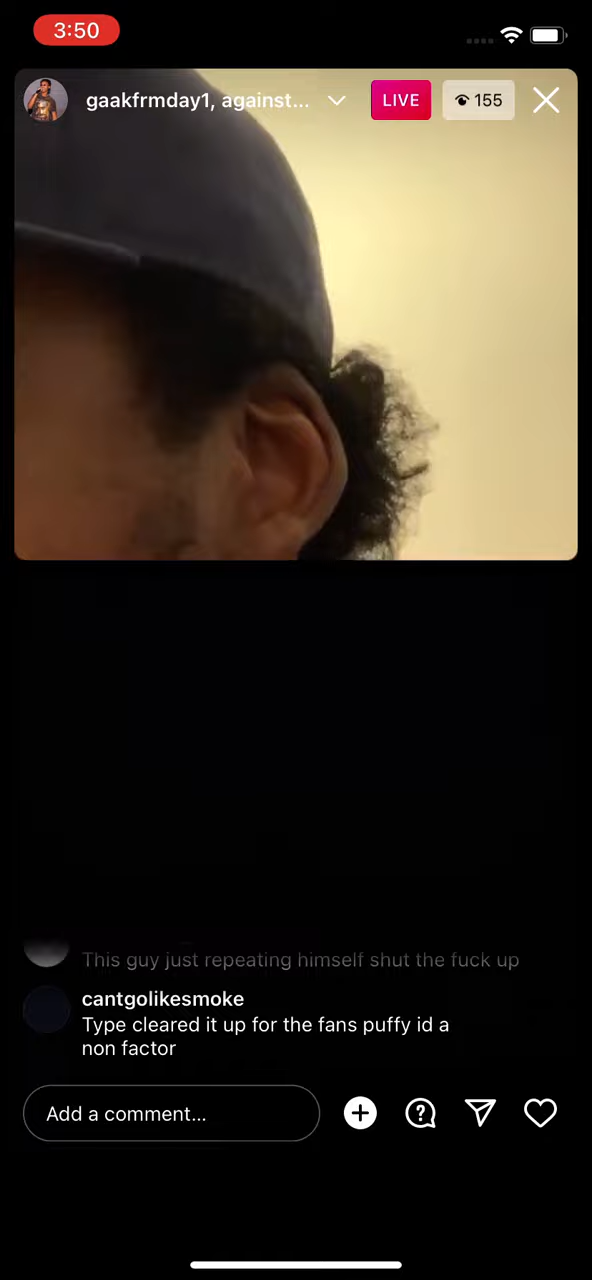 3:50
gaakfrmday1, against...
LIVE
155
This guy just repeating himself shut the fuck up
cantgolikesmoke
Type cleared it up for the fans puffy id a
non factor
Add a comment...